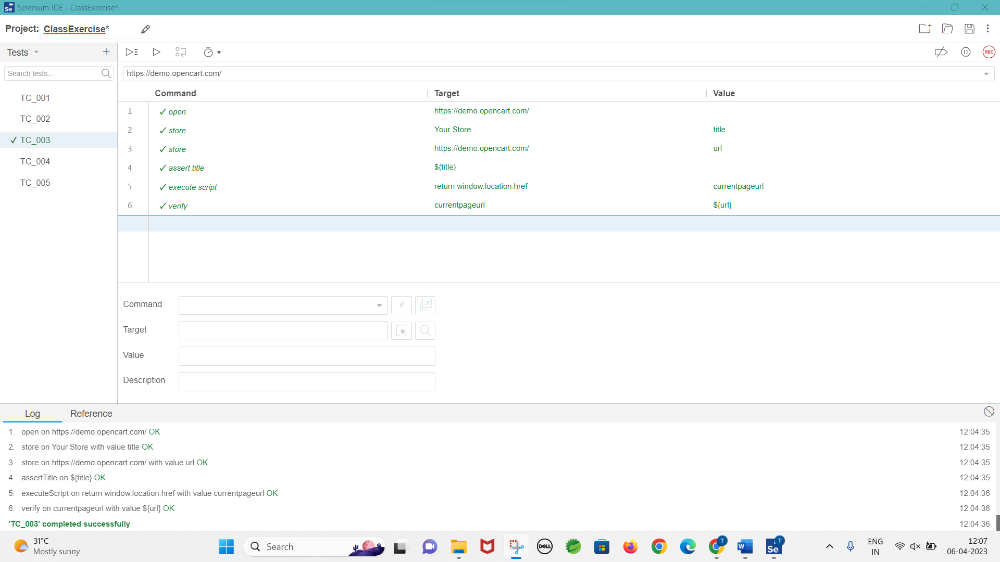 Selenium IDE - ClassExercise*
Project: ClassExercise*
Tests
REC
Search tests...
https://demo.opencart.com/
Command Target Value
TC_001
TC_002
✓ TC_003
TC_004
TC_005
1 ✓ open https://demo.opencart.com/
2 ✓ store Your Store title
3 ✓ store https://demo.opencart.com/ url
4 ✓ assert title ${title}
5 ✓ execute script return window.location.href currentpageurl
6 ✓ verify currentpageurl ${url}
Command //
Target
Value
Description
Log Reference
1. open on https://demo.opencart.com/ OK 12:04:35
2. store on Your Store with value title OK 12:04:35
3. store on https://demo.opencart.com/ with value url OK 12:04:35
4. assertTitle on ${title} OK 12:04:35
5. executeScript on return window.location.href with value currentpageurl OK 12:04:36
6. verify on currentpageurl with value ${url} OK 12:04:36
'TC_003' completed successfully 12:04:36
31°C
Mostly sunny
Search
DELL
T
W
Se
T
ENG
IN
12:07
06-04-2023